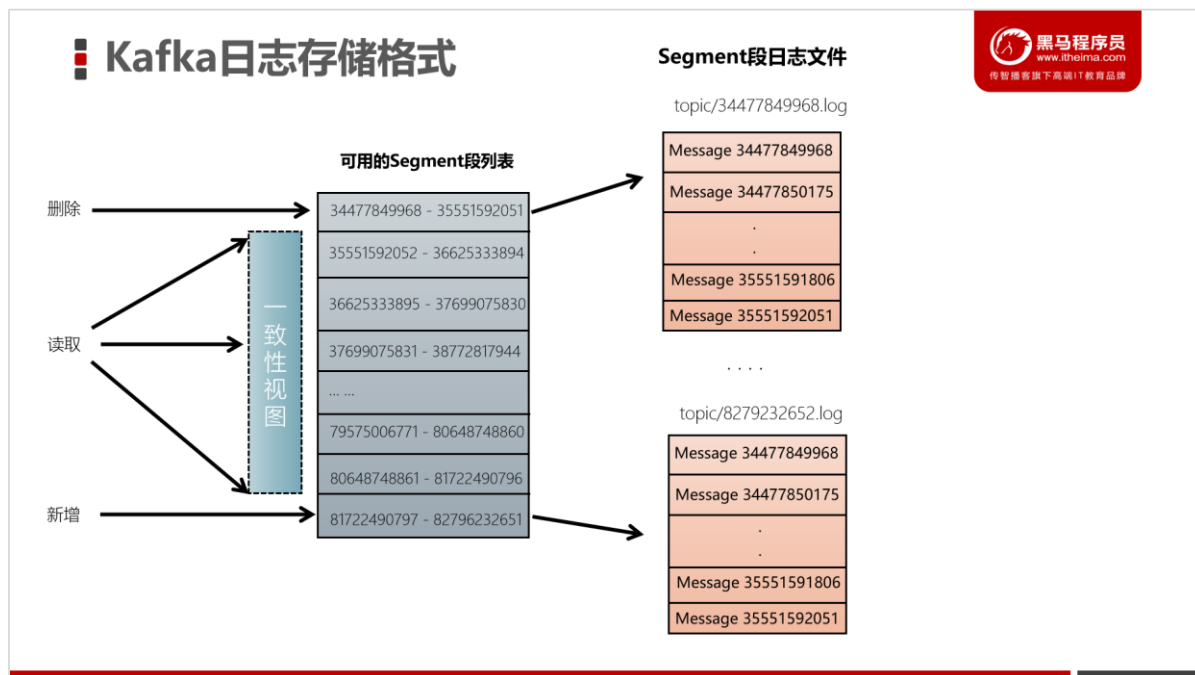 Kafka日志存储格式
黑马程序员
www.itheima.com
传智播客旗下高端IT教育品牌
Segment段日志文件
topic/34477849968.log
可用的Segment段列表
删除
读取
新增
一致性视图
34477849968 - 35551592051
35551592052 - 36625333894
36625333895 - 37699075830
37699075831 - 38772817944
... ...
79575006771 - 80648748860
80648748861 - 81722490796
81722490797 - 82796232651
Message 34477849968
Message 34477850175
.
.
Message 35551591806
Message 35551592051
. . . .
topic/8279232652.log
Message 34477849968
Message 34477850175
.
.
Message 35551591806
Message 35551592051